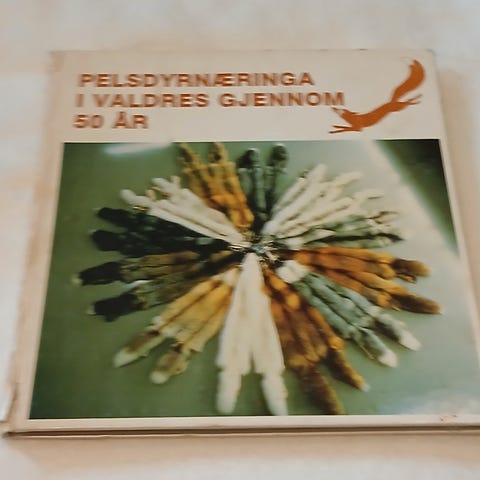 PELSDYRNÆRINGA
I VALDRES GJENNOM
50 ÅR